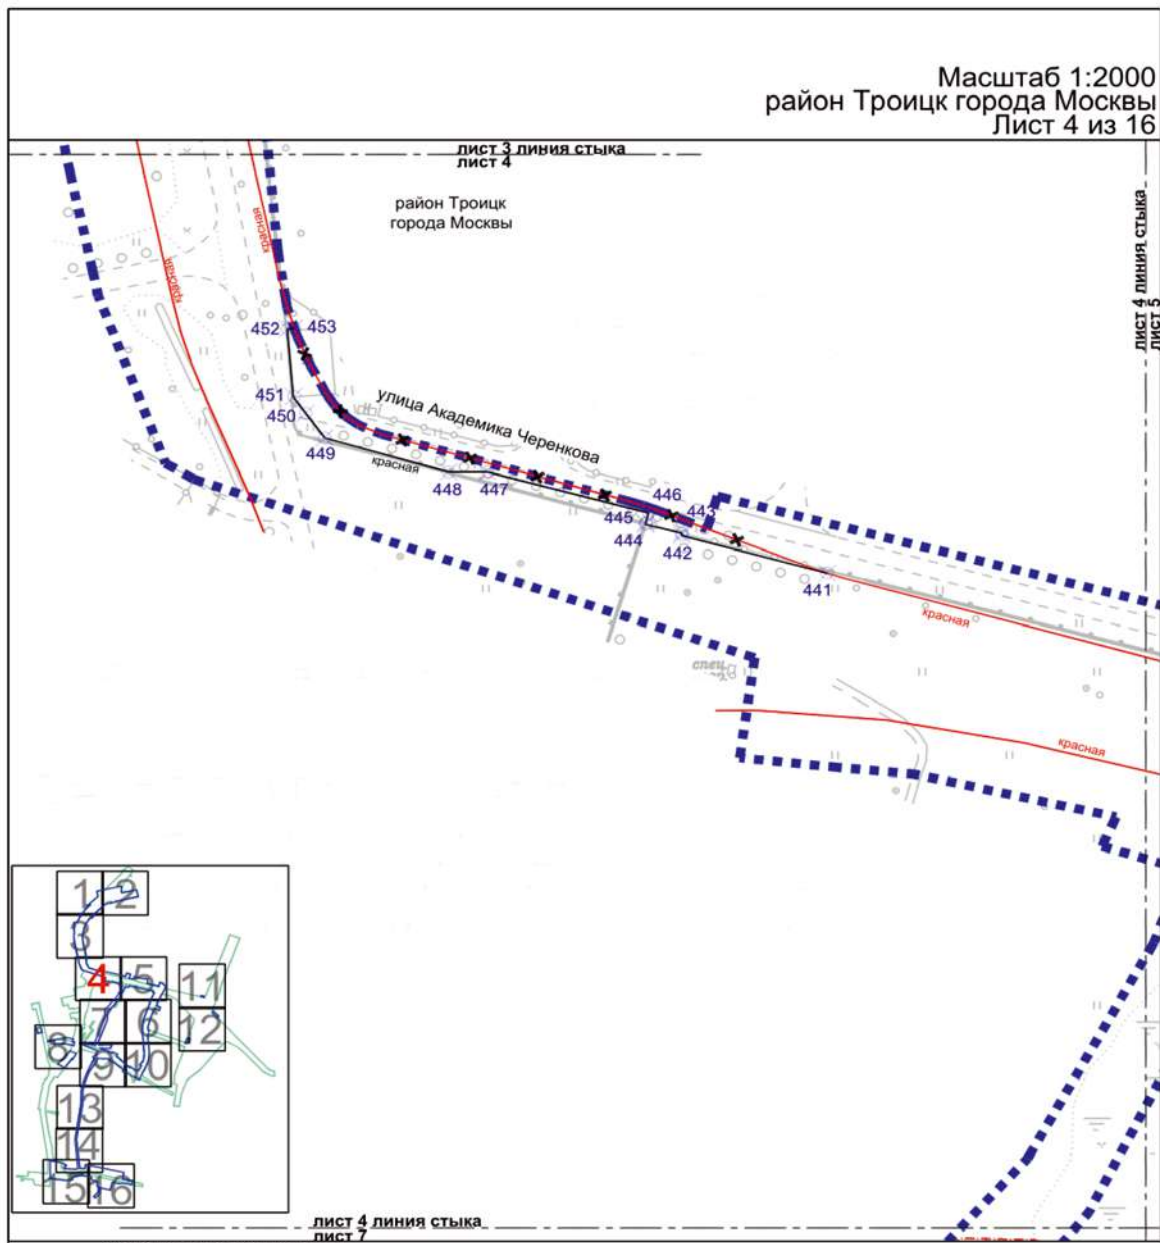 Масштаб 1:2000
район Троицк города Москвы
Лист 4 из 16
лист 3 линия стыка
лист 4
район Троицк
города Москвы
красная
красная
лист 4 линия стыка
лист 5
452
453
451
450
улица Академика Черенкова
449
красная
448
447
446
445
443
444
442
441
красная
спец
красная
1
2
3
4
5
11
7
6
12
8
9
10
13
14
15
16
лист 4 линия стыка
лист 7